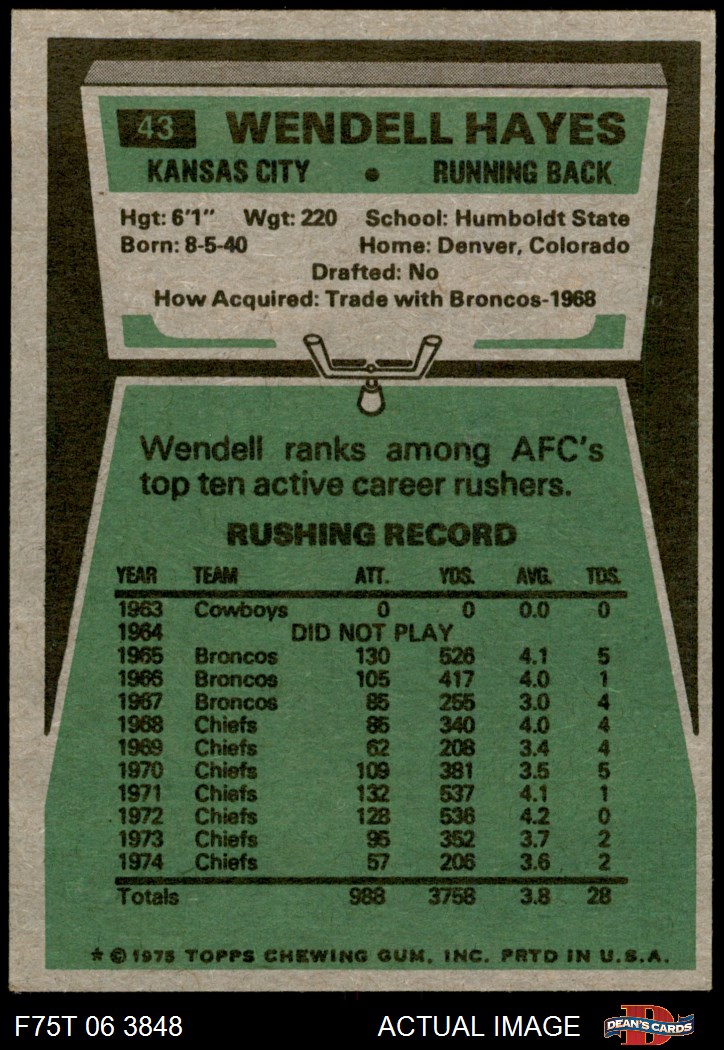 43 WENDELL HAYES
KANSAS CITY • RUNNING BACK
Hgt: 6'1" Wgt: 220 School: Humboldt State
Born: 8-5-40 Home: Denver, Colorado
Drafted: No
How Acquired: Trade with Broncos-1968
Wendell ranks among AFC's
top ten active career rushers.
RUSHING RECORD
YEAR TEAM ATT. YDS. AVG. TDS.
1963 Cowboys 0 0 0.0 0
1964 DID NOT PLAY
1965 Broncos 130 526 4.1 5
1966 Broncos 105 417 4.0 1
1967 Broncos 85 255 3.0 4
1968 Chiefs 85 340 4.0 4
1969 Chiefs 62 208 3.4 4
1970 Chiefs 109 381 3.5 5
1971 Chiefs 132 537 4.1 1
1972 Chiefs 128 536 4.2 0
1973 Chiefs 95 352 3.7 2
1974 Chiefs 57 206 3.6 2
Totals 988 3758 3.8 28
* © 1975 TOPPS CHEWING GUM, INC. PRTD IN U.S.A.
F75T 06 3848 ACTUAL IMAGE D DEAN'S CARDS